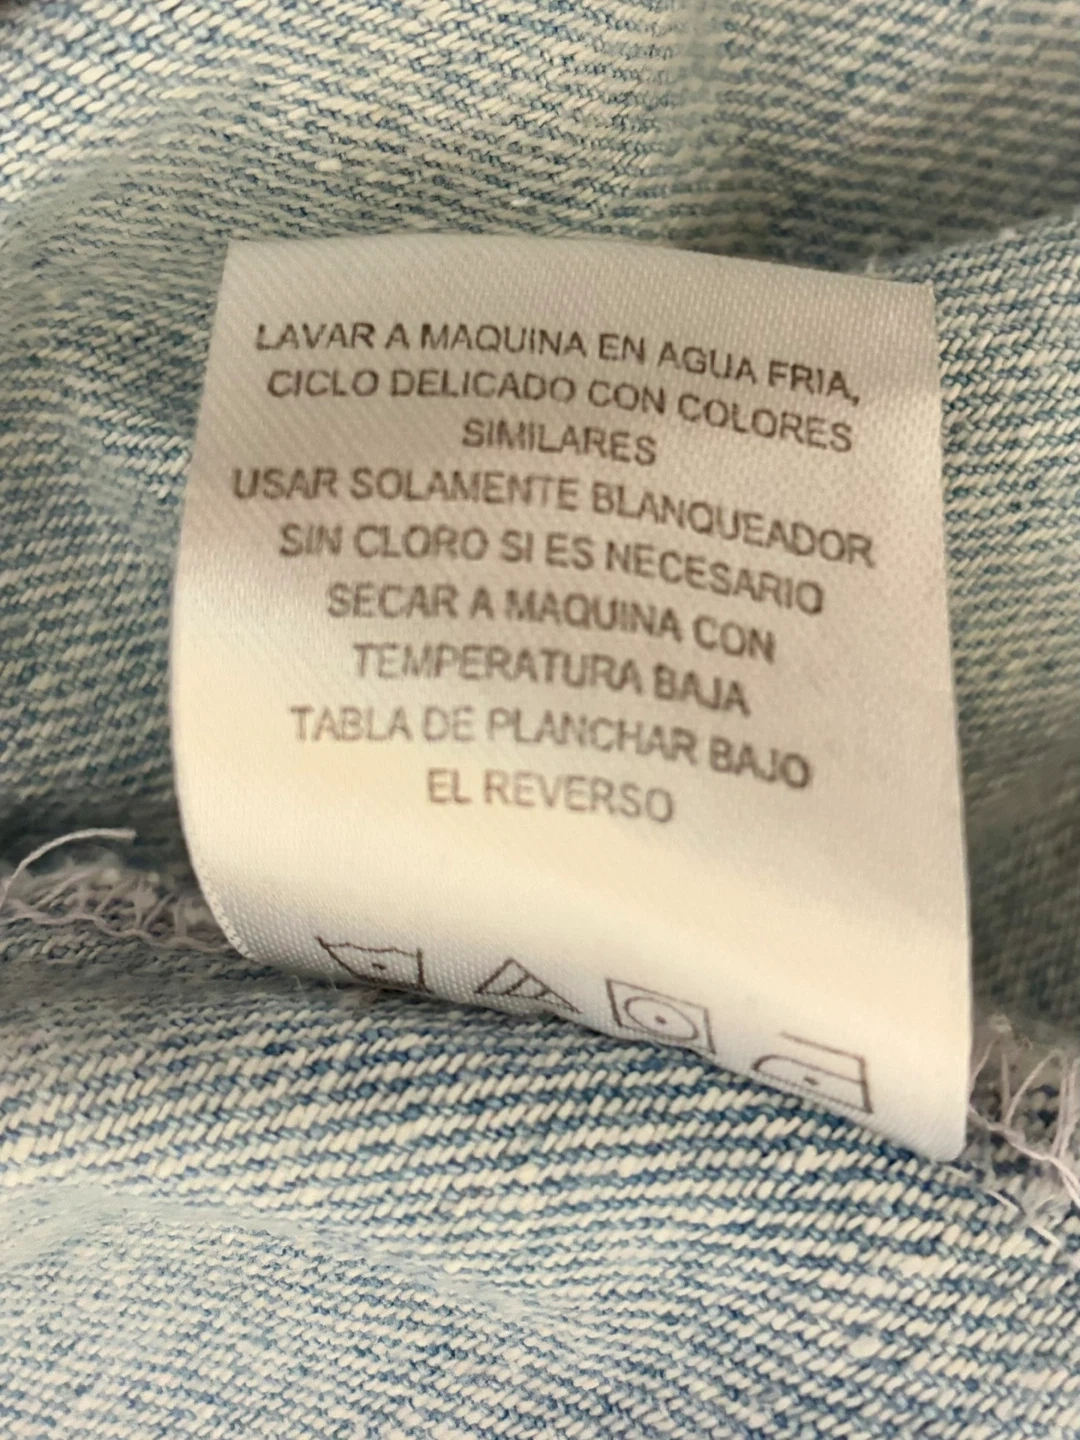 LAVAR A MAQUINA EN AGUA FRIA,
CICLO DELICADO CON COLORES
SIMILARES
USAR SOLAMENTE BLANQUEADOR
SIN CLORO SI ES NECESARIO
SECAR A MAQUINA CON
TEMPERATURA BAJA
TABLA DE PLANCHAR BAJO
EL REVERSO